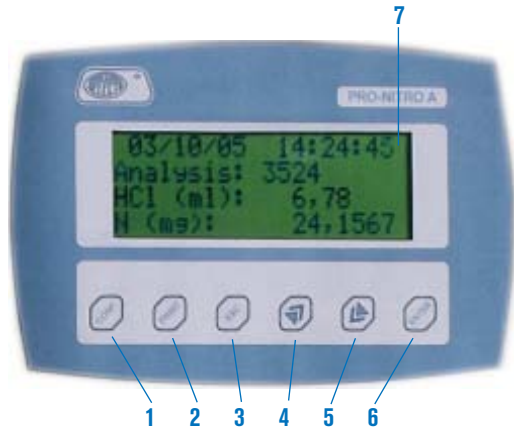 7
PRO-NITRO A
03/10/05 14:24:45
Analysis: 3524
HCl (ml): 6,78
N (mg): 24,1567
1 2 3 4 5 6